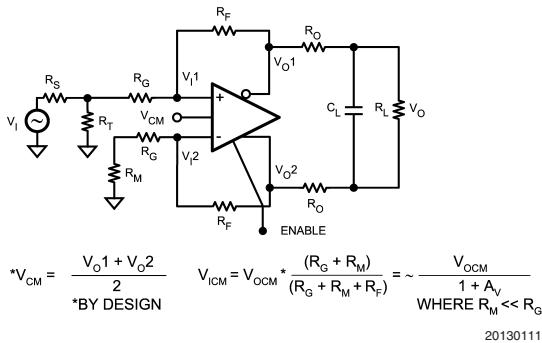 R_F
R_O
V_O1
R_S
R_G
V_I1
V_I
R_T
V_CM
+
-
C_L
R_L
V_O
R_G
V_I2
V_O2
R_M
R_F
R_O
ENABLE
*V_CM = (V_O1 + V_O2) / 2
*BY DESIGN
V_ICM = V_OCM * (R_G + R_M) / (R_G + R_M + R_F) = ~ V_OCM / (1 + A_V)
WHERE R_M << R_G
20130111